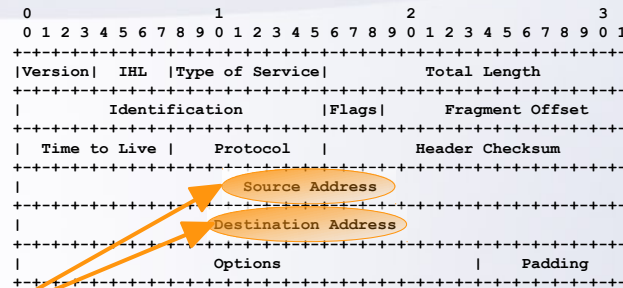 0                   1                   2                   3
0 1 2 3 4 5 6 7 8 9 0 1 2 3 4 5 6 7 8 9 0 1 2 3 4 5 6 7 8 9 0 1
+-+-+-+-+-+-+-+-+-+-+-+-+-+-+-+-+-+-+-+-+-+-+-+-+-+-+-+-+-+-+-+-
|Version|  IHL  |Type of Service|          Total Length
+-+-+-+-+-+-+-+-+-+-+-+-+-+-+-+-+-+-+-+-+-+-+-+-+-+-+-+-+-+-+-+-
|         Identification        |Flags|      Fragment Offset
+-+-+-+-+-+-+-+-+-+-+-+-+-+-+-+-+-+-+-+-+-+-+-+-+-+-+-+-+-+-+-+-
|  Time to Live |    Protocol   |         Header Checksum
+-+-+-+-+-+-+-+-+-+-+-+-+-+-+-+-+-+-+-+-+-+-+-+-+-+-+-+-+-+-+-+-
|                       Source Address
+-+-+-+-+-+-+-+-+-+-+-+-+-+-+-+-+-+-+-+-+-+-+-+-+-+-+-+-+-+-+-+-
|                    Destination Address
+-+-+-+-+-+-+-+-+-+-+-+-+-+-+-+-+-+-+-+-+-+-+-+-+-+-+-+-+-+-+-+-
|                    Options                    |    Padding
+-+-+-+-+-+-+-+-+-+-+-+-+-+-+-+-+-+-+-+-+-+-+-+-+-+-+-+-+-+-+-+-